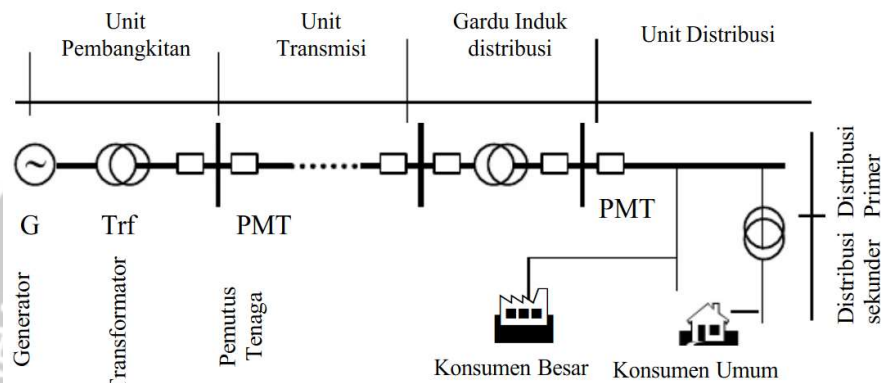 Unit
Pembangkitan
Unit
Transmisi
Gardu Induk
distribusi
Unit Distribusi
~
G
Trf
PMT
PMT
Generator
Transformator
Pemutus
Tenaga
Distribusi
Primer
Distribusi
sekunder
Konsumen Besar
Konsumen Umum